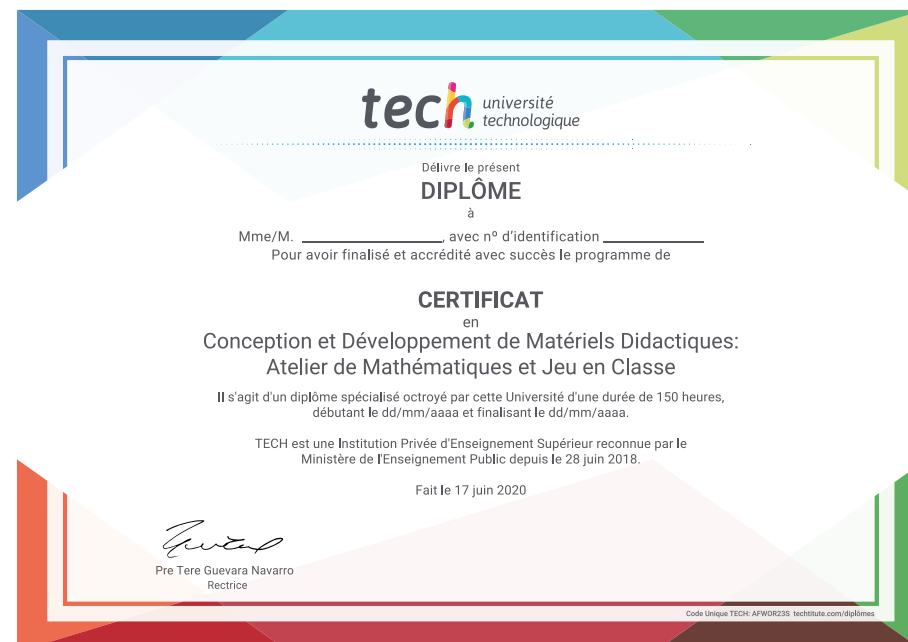 tech université
technologique
Délivre le présent
DIPLÔME
à
Mme/M. ____________________, avec nº d'identification ______________
Pour avoir finalisé et accrédité avec succès le programme de
CERTIFICAT
en
Conception et Développement de Matériels Didactiques:
Atelier de Mathématiques et Jeu en Classe
Il s'agit d'un diplôme spécialisé octroyé par cette Université d'une durée de 150 heures,
débutant le dd/mm/aaaa et finalisant le dd/mm/aaaa.
TECH est une Institution Privée d'Enseignement Supérieur reconnue par le
Ministère de l'Enseignement Public depuis le 28 juin 2018.
Fait le 17 juin 2020
Pre Tere Guevara Navarro
Rectrice
Code Unique TECH: AFWOR23S techtitute.com/diplômes